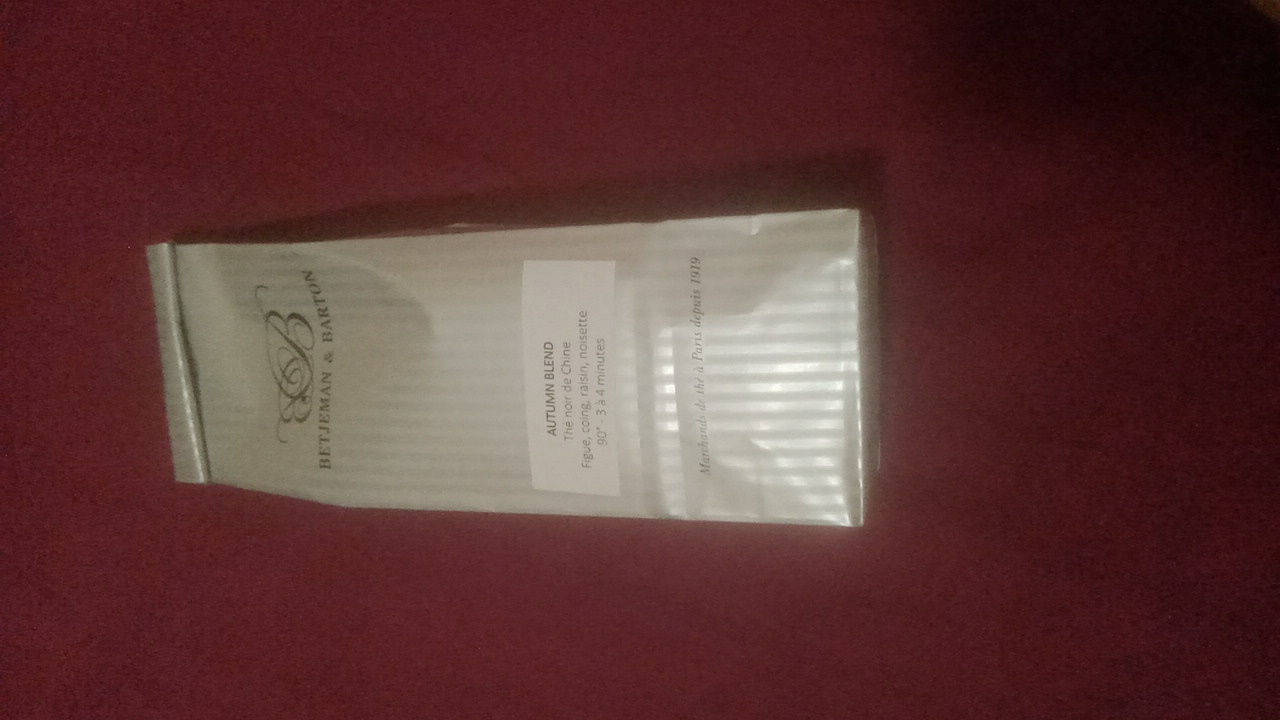 B&B
BETJEMAN & BARTON
AUTUMN BLEND
Thé noir de Chine
Figue, coing, raisin, noisette
90° - 3 à 4 minutes
Marchands de thé à Paris depuis 1919